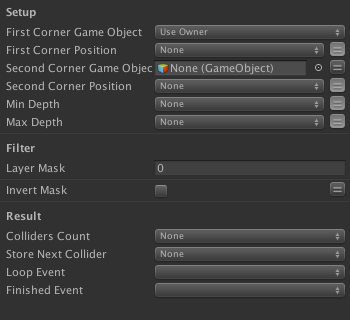 Setup
First Corner Game Object Use Owner
First Corner Position None
Second Corner Game Objec None (GameObject)
Second Corner Position None
Min Depth None
Max Depth None
Filter
Layer Mask 0
Invert Mask
Result
Colliders Count None
Store Next Collider None
Loop Event
Finished Event